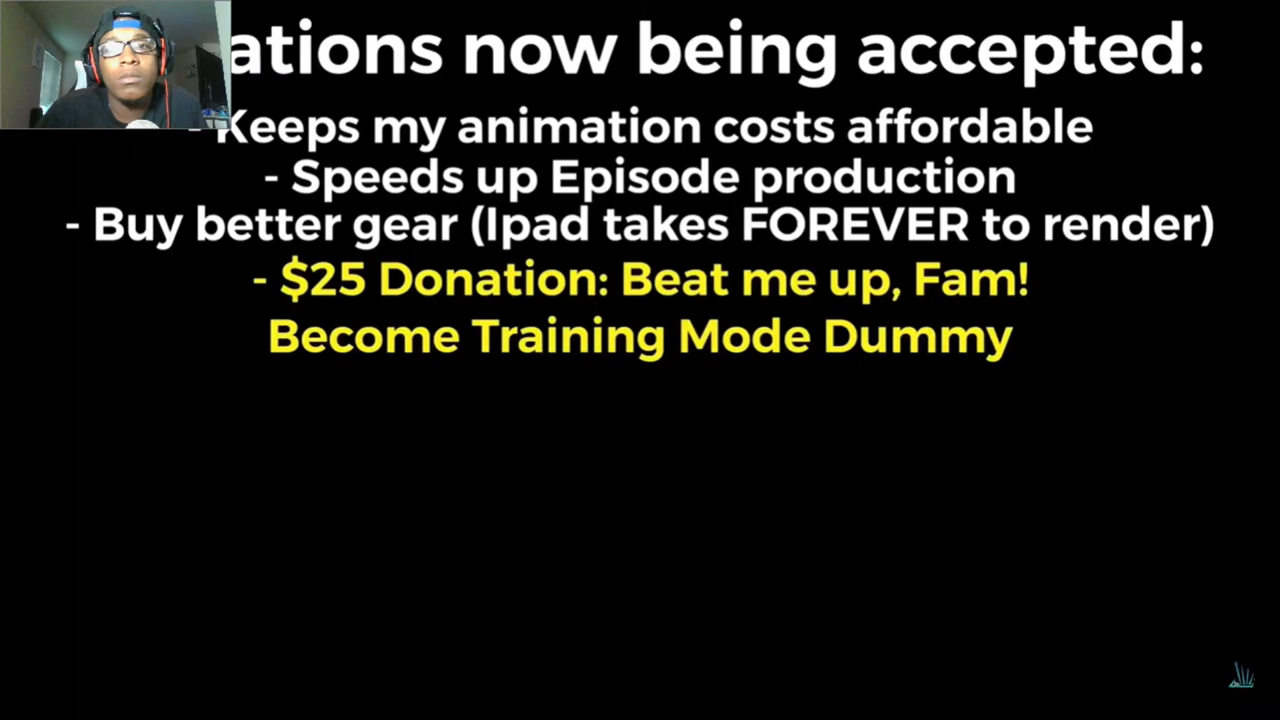 ations now being accepted:
- Keeps my animation costs affordable
- Speeds up Episode production
- Buy better gear (Ipad takes FOREVER to render)
- $25 Donation: Beat me up, Fam!
Become Training Mode Dummy